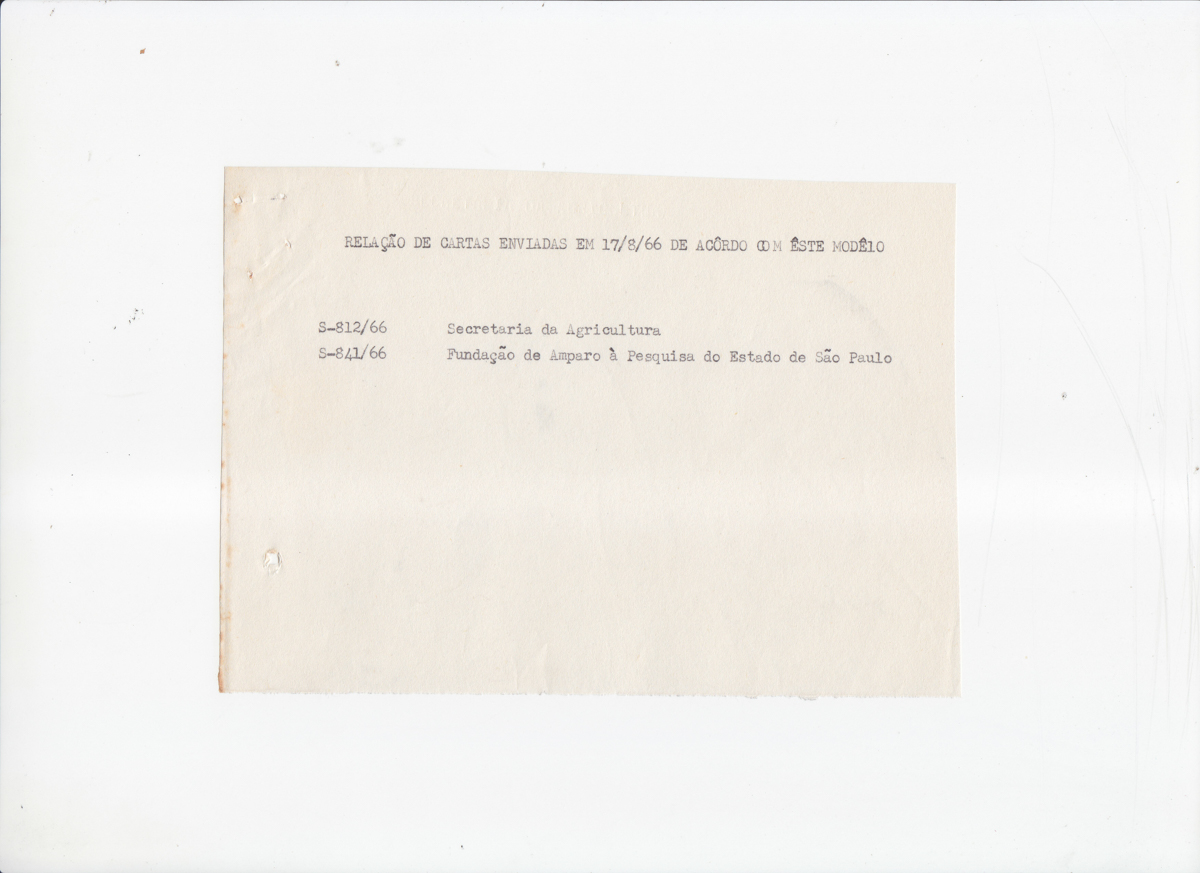 RELAÇÃO DE CARTAS ENVIADAS EM 17/8/66 DE ACÔRDO COM ÊSTE MODÊLO
S-812/66 Secretaria da Agricultura
S-841/66 Fundação de Amparo à Pesquisa do Estado de São Paulo